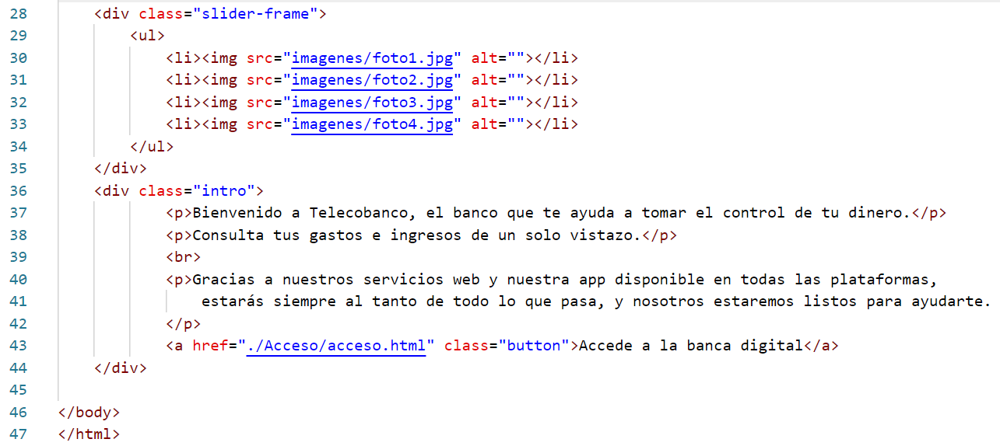 28 <div class="slider-frame">
29 <ul>
30 <li><img src="imagenes/foto1.jpg" alt=""></li>
31 <li><img src="imagenes/foto2.jpg" alt=""></li>
32 <li><img src="imagenes/foto3.jpg" alt=""></li>
33 <li><img src="imagenes/foto4.jpg" alt=""></li>
34 </ul>
35 </div>
36 <div class="intro">
37 <p>Bienvenido a Telecobanco, el banco que te ayuda a tomar el control de tu dinero.</p>
38 <p>Consulta tus gastos e ingresos de un solo vistazo.</p>
39 <br>
40 <p>Gracias a nuestros servicios web y nuestra app disponible en todas las plataformas,
41 estarás siempre al tanto de todo lo que pasa, y nosotros estaremos listos para ayudarte.
42 </p>
43 <a href="./Acceso/acceso.html" class="button">Accede a la banca digital</a>
44 </div>
45
46 </body>
47 </html>